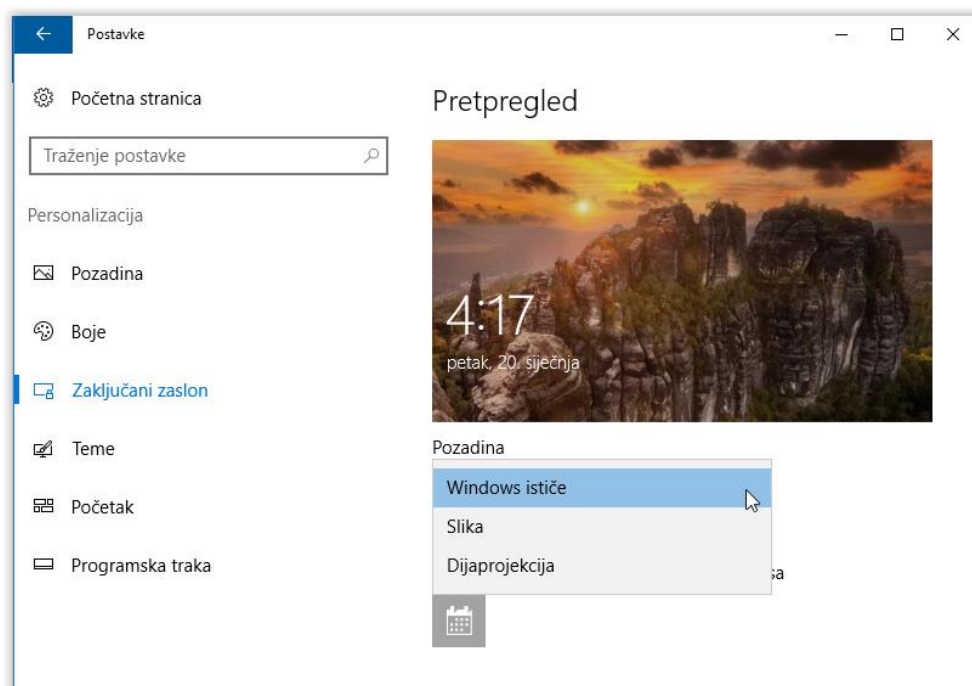 Postavke
Početna stranica
Traženje postavke
Personalizacija
Pozadina
Boje
Zaključani zaslon
Teme
Početak
Programska traka
Pretpregled
4:17
petak, 20. siječnja
Pozadina
Windows ističe
Slika
Dijaprojekcija